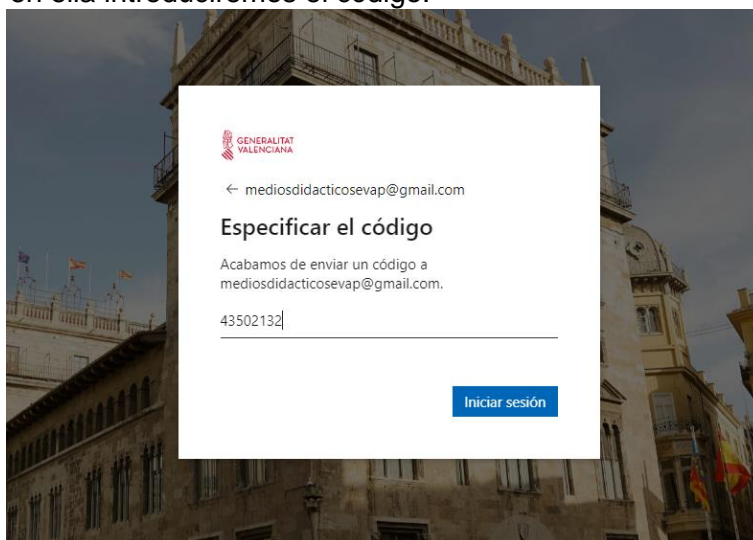 en ella introduciremos el código.
GENERALITAT
VALENCIANA
← mediosdidacticosevap@gmail.com
Especificar el código
Acabamos de enviar un código a
mediosdidacticosevap@gmail.com.
43502132
Iniciar sesión